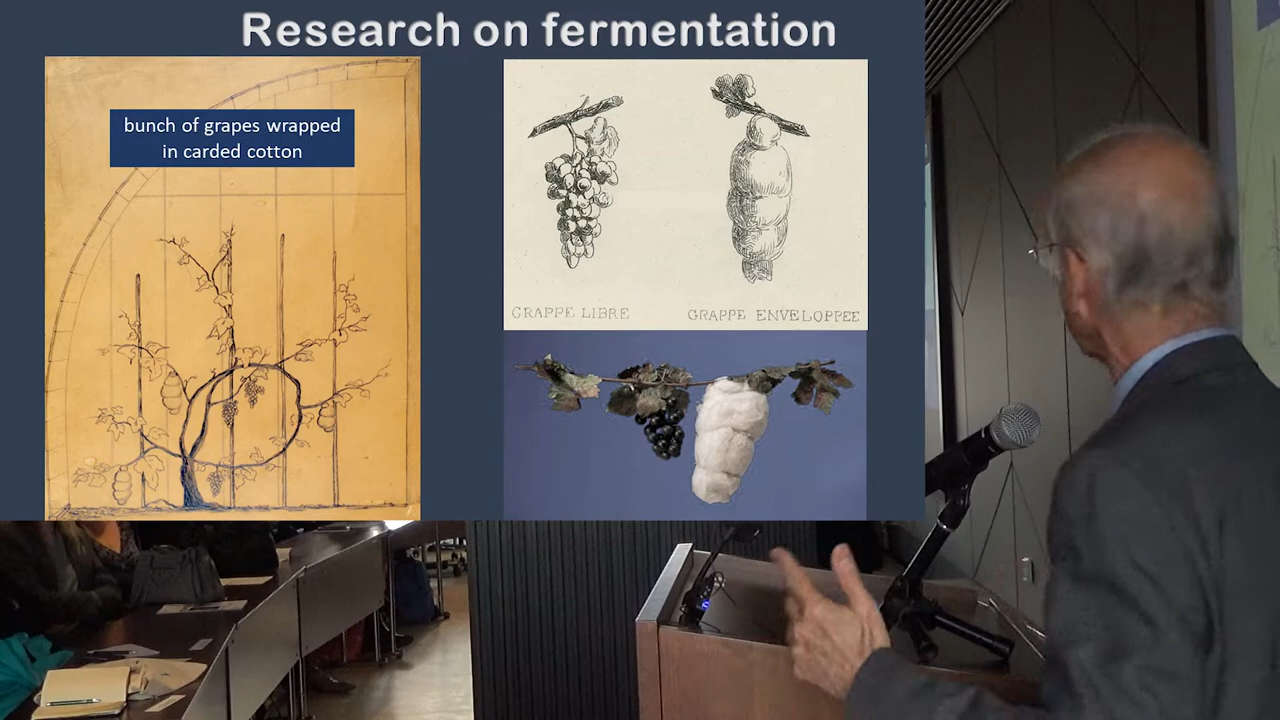 Research on fermentation
bunch of grapes wrapped
in carded cotton
GRAPPE LIBRE
GRAPPE ENVELOPPEE